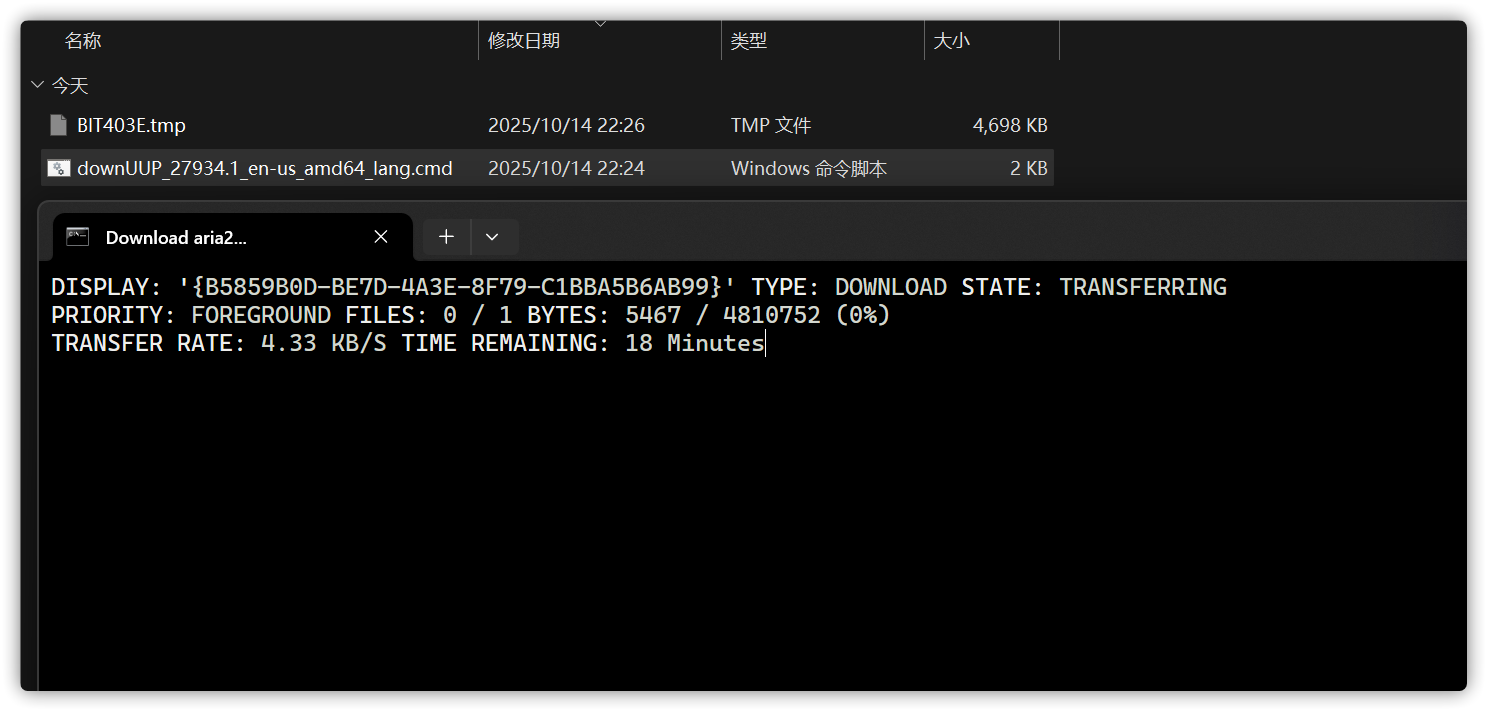 名称 修改日期 类型 大小
今天
BIT403E.tmp 2025/10/14 22:26 TMP 文件 4,698 KB
downUUP_27934.1_en-us_amd64_lang.cmd 2025/10/14 22:24 Windows 命令脚本 2 KB
Download aria2...
DISPLAY: '{B5859B0D-BE7D-4A3E-8F79-C1BBA5B6AB99}' TYPE: DOWNLOAD STATE: TRANSFERRING
PRIORITY: FOREGROUND FILES: 0 / 1 BYTES: 5467 / 4810752 (0%)
TRANSFER RATE: 4.33 KB/S TIME REMAINING: 18 Minutes